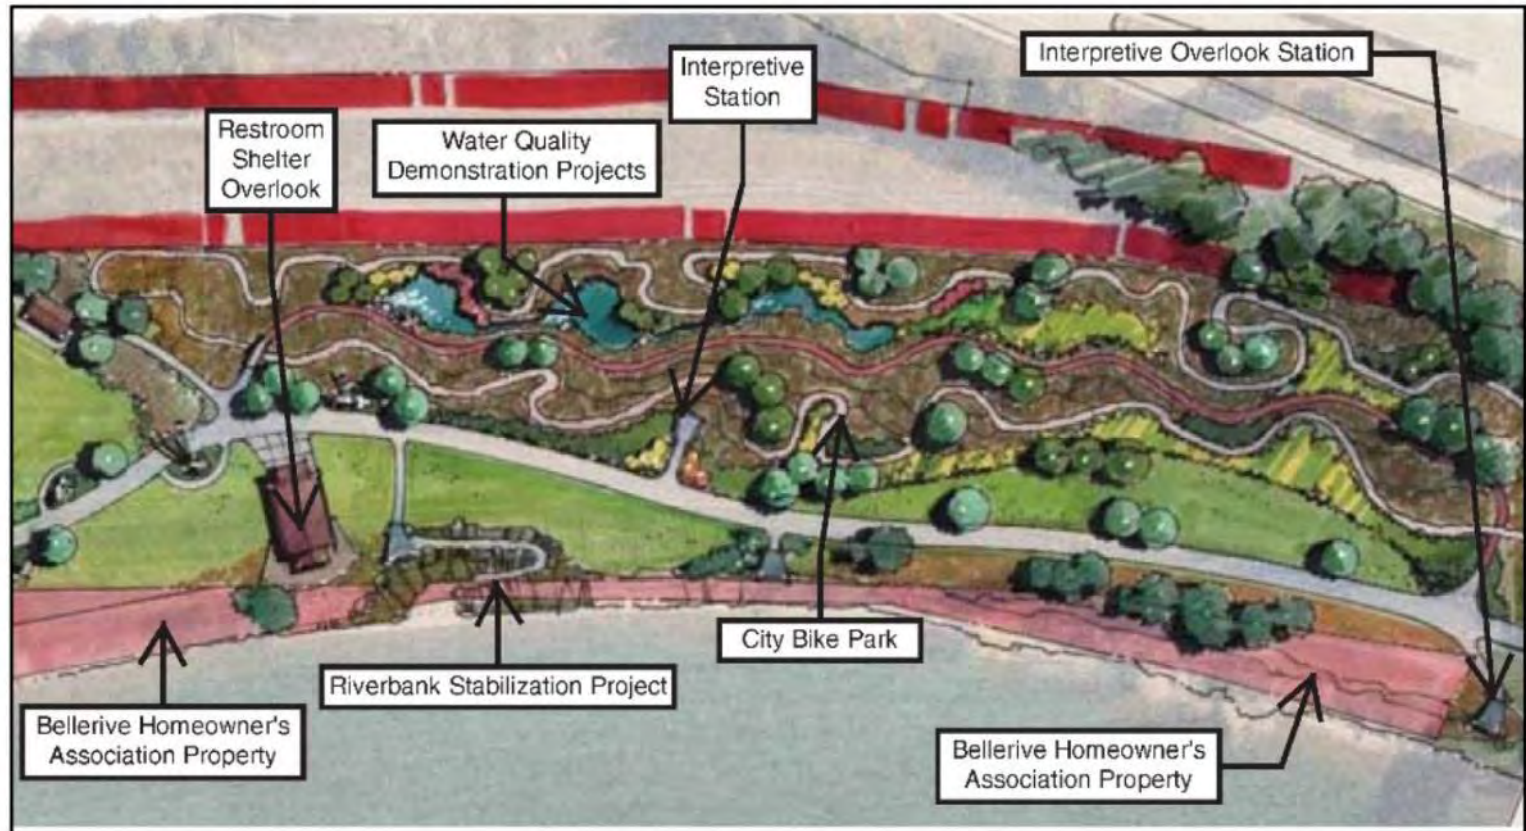 Interpretive Overlook Station
Interpretive
Station
Restroom
Shelter
Overlook
Water Quality
Demonstration Projects
City Bike Park
Riverbank Stabilization Project
Bellerive Homeowner's
Association Property
Bellerive Homeowner's
Association Property